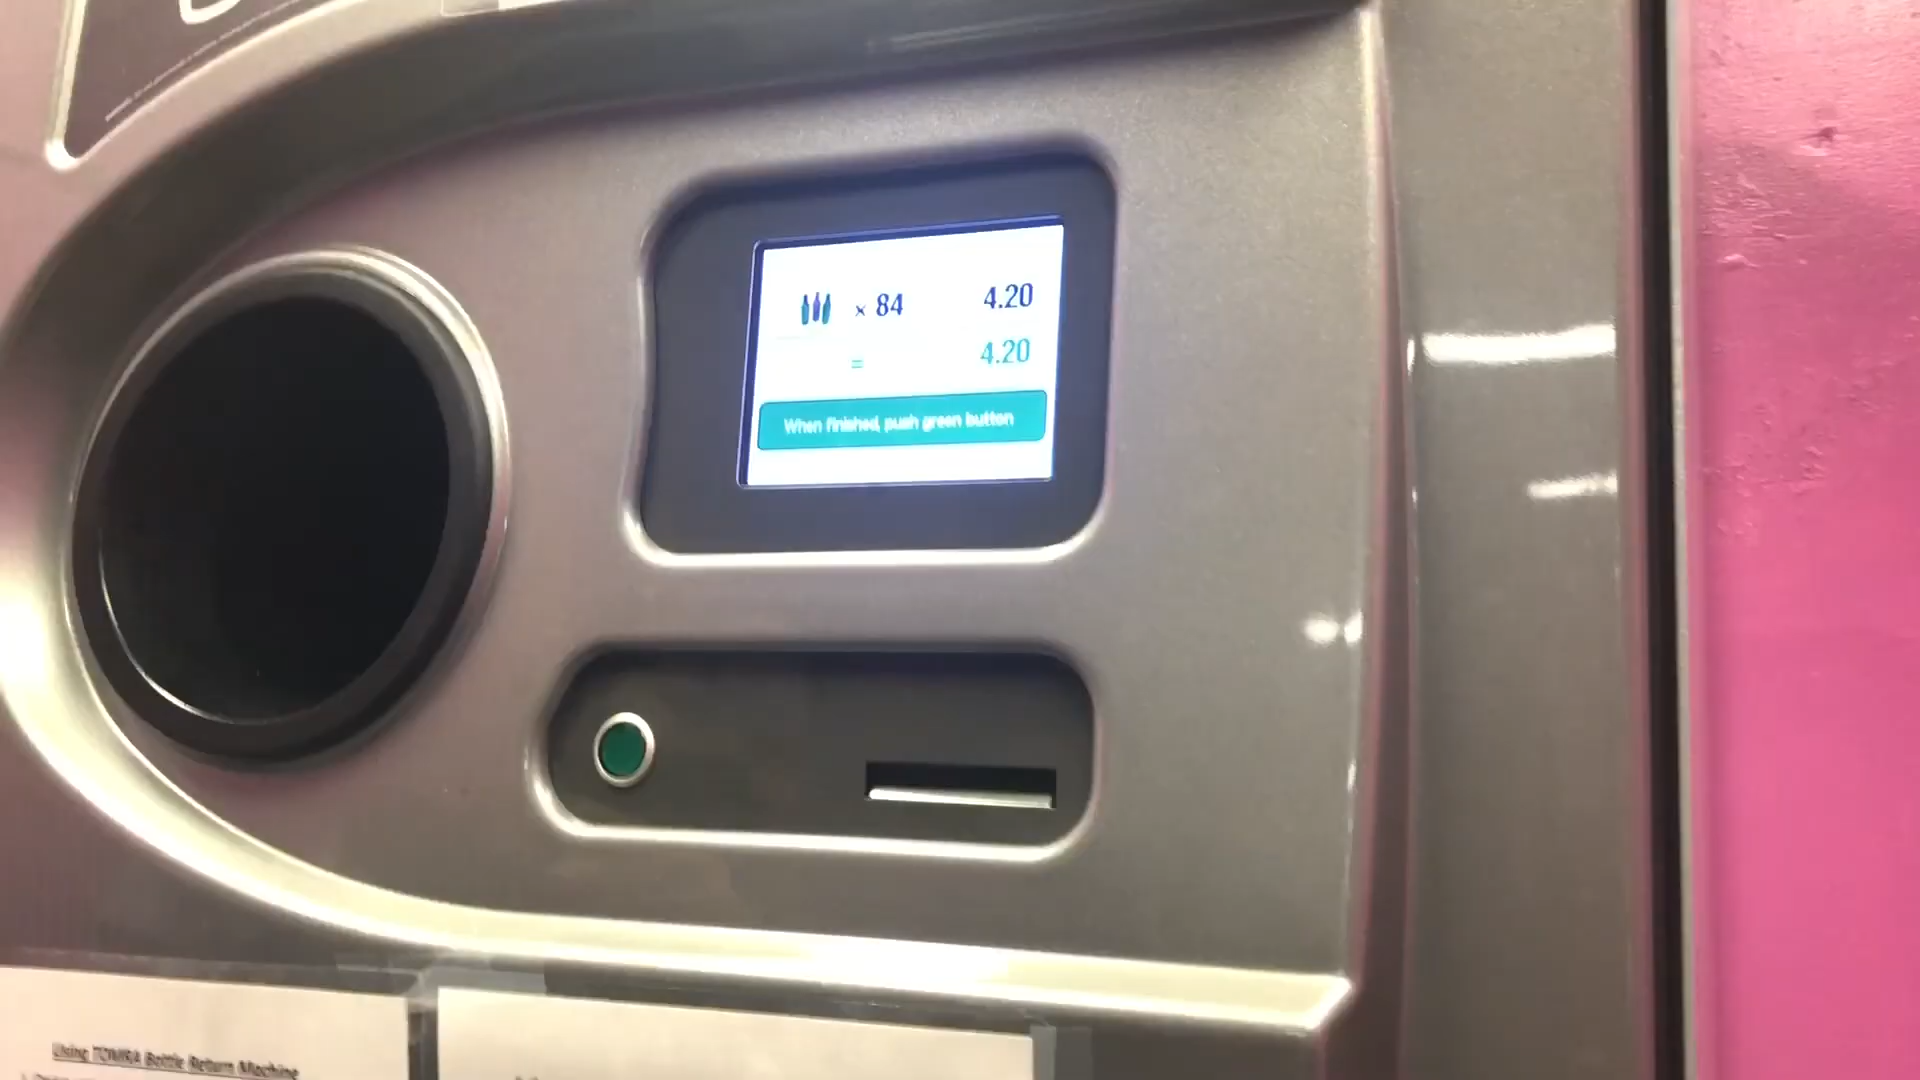 × 84 4.20
= 4.20
When finished, push green button
Using TOMRA Bottle Return Machine